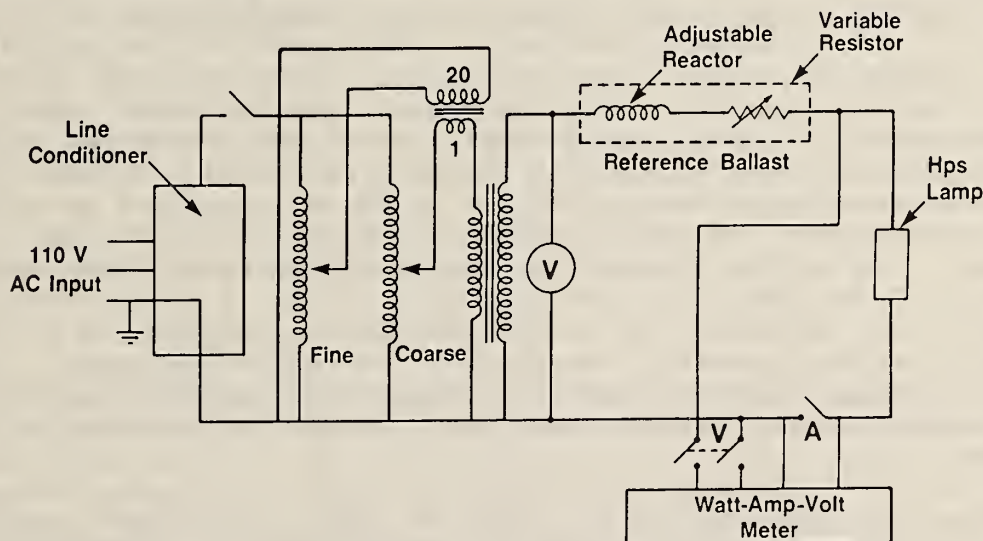 Adjustable
Reactor
Variable
Resistor
20
1
Line
Conditioner
Reference Ballast
Hps
Lamp
110 V
AC Input
V
Fine
Coarse
V
A
Watt-Amp-Volt
Meter